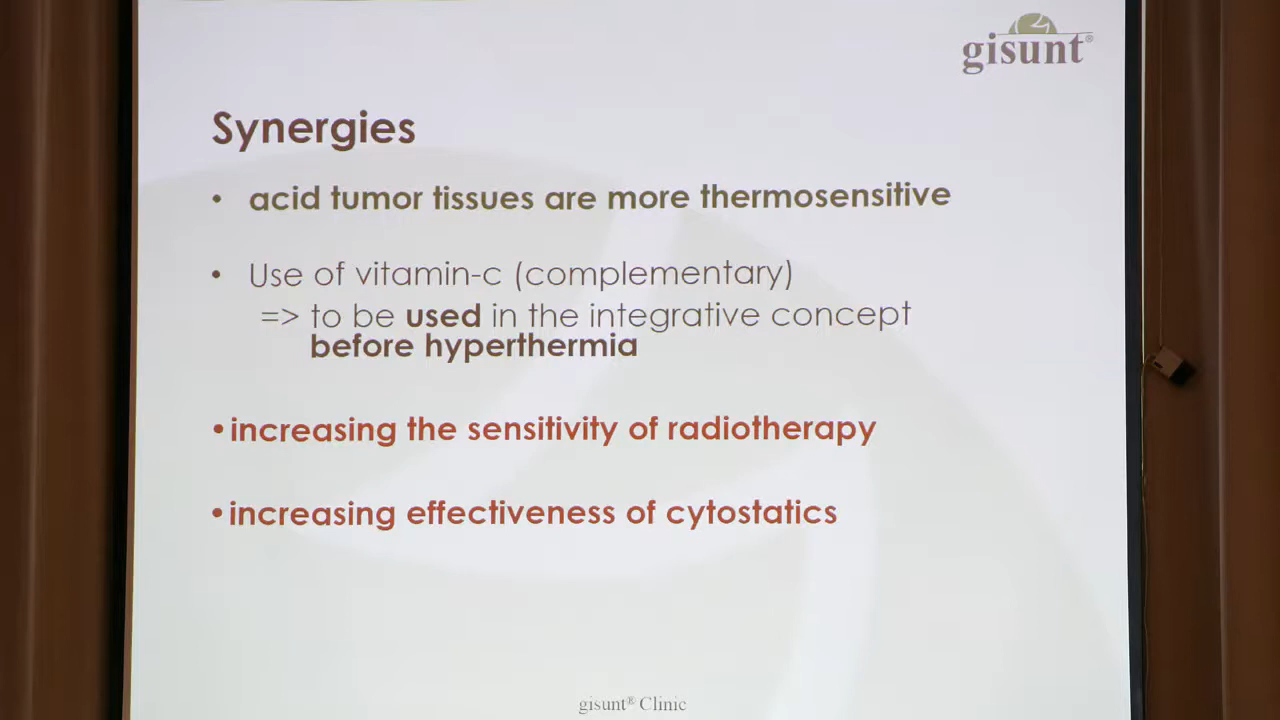 gisunt®
Synergies
• acid tumor tissues are more thermosensitive
• Use of vitamin-c (complementary)
=> to be used in the integrative concept
before hyperthermia
• increasing the sensitivity of radiotherapy
• increasing effectiveness of cytostatics
gisunt® Clinic